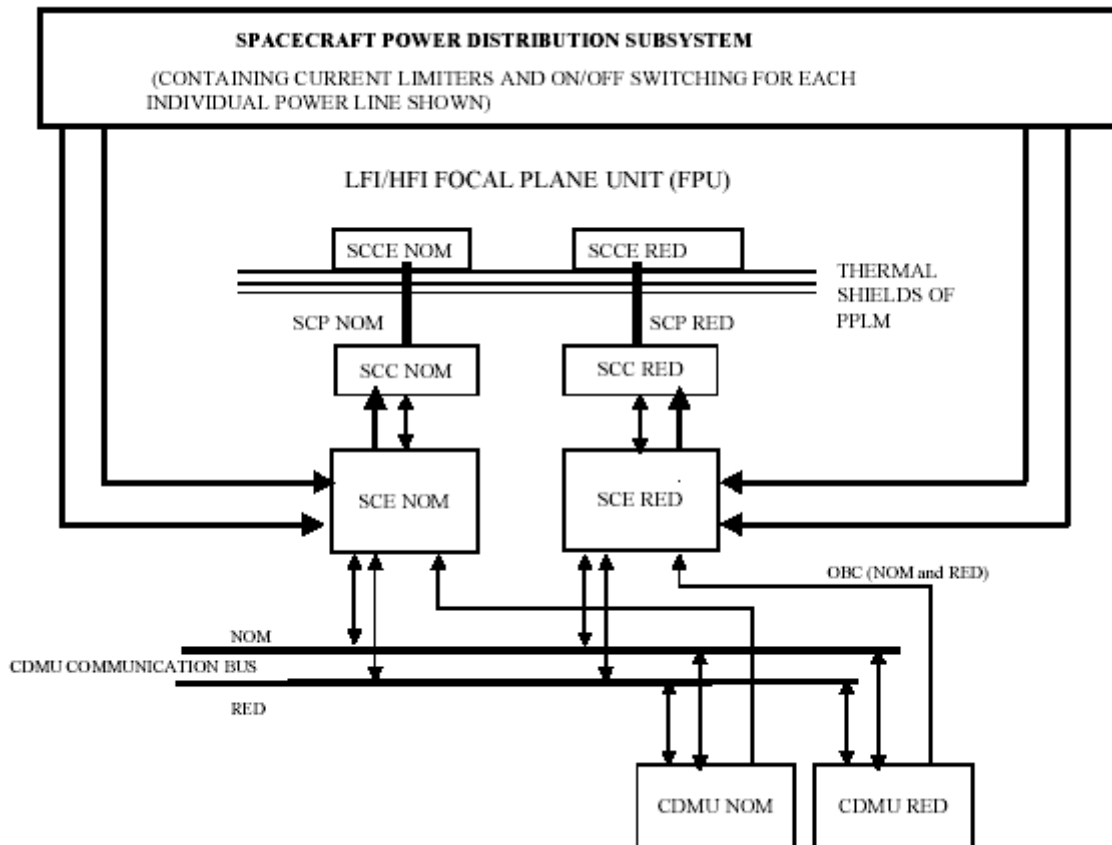 SPACECRAFT POWER DISTRIBUTION SUBSYSTEM
(CONTAINING CURRENT LIMITERS AND ON/OFF SWITCHING FOR EACH
INDIVIDUAL POWER LINE SHOWN)
LFI/HFI FOCAL PLANE UNIT (FPU)
SCCE NOM
SCCE RED
THERMAL
SHIELDS OF
PPLM
SCP NOM
SCP RED
SCC NOM
SCC RED
SCE NOM
SCE RED
OBC (NOM and RED)
NOM
CDMU COMMUNICATION BUS
RED
CDMU NOM
CDMU RED